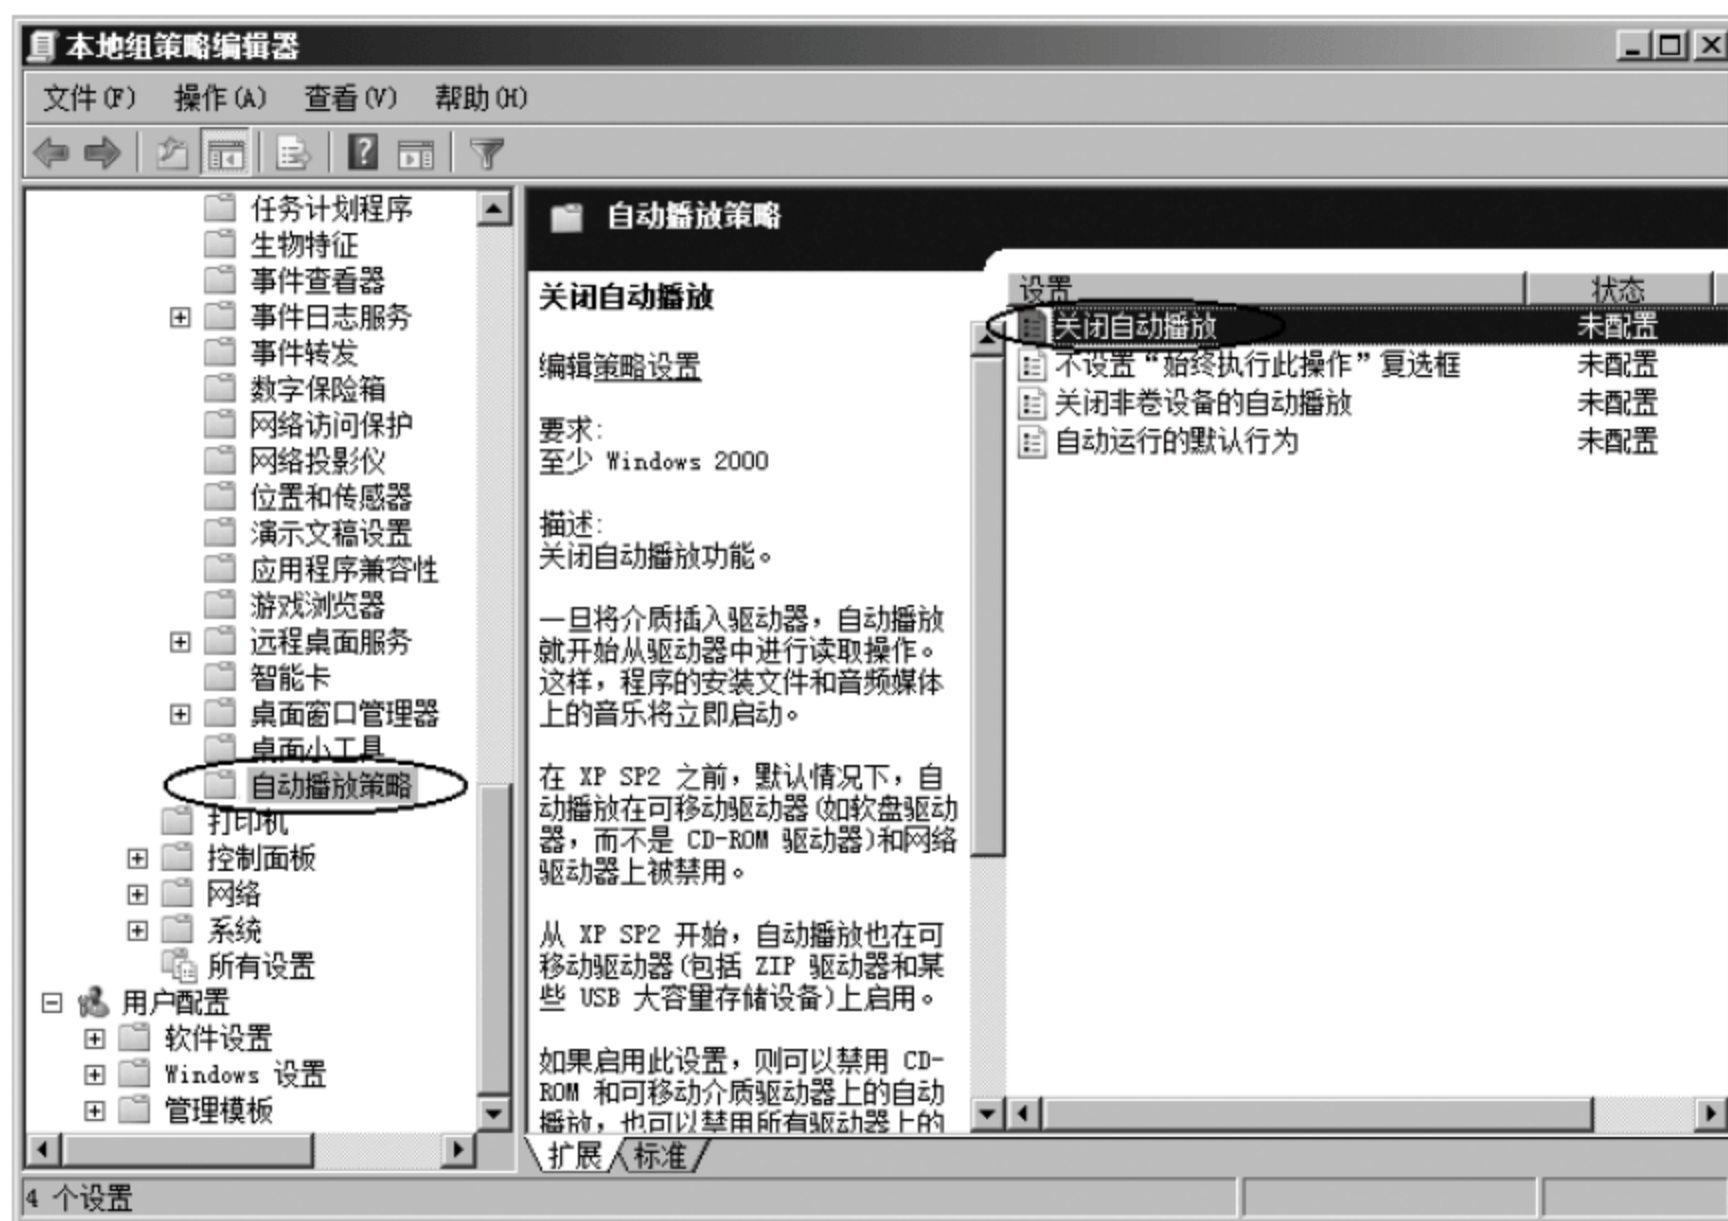 本地组策略编辑器
文件(F) 操作(A) 查看(V) 帮助(H)
任务计划程序
生物特征
事件查看器
事件日志服务
事件转发
数字保险箱
网络访问保护
网络投影仪
位置和传感器
演示文稿设置
应用程序兼容性
游戏浏览器
远程桌面服务
智能卡
桌面窗口管理器
桌面小工具
自动播放策略
打印机
控制面板
网络
系统
所有设置
用户配置
软件设置
Windows 设置
管理模板
自动播放策略
关闭自动播放
编辑策略设置
要求:
至少 Windows 2000
描述:
关闭自动播放功能。
一旦将介质插入驱动器，自动播放
就开始从驱动器中进行读取操作。
这样，程序的安装文件和音频媒体
上的音乐将立即启动。
在 XP SP2 之前，默认情况下，自
动播放在可移动驱动器(如软盘驱动
器，而不是 CD-ROM 驱动器)和网络
驱动器上被禁用。
从 XP SP2 开始，自动播放也在可
移动驱动器(包括 ZIP 驱动器和某
些 USB 大容量存储设备)上启用。
如果启用此设置，则可以禁用 CD-
ROM 和可移动介质驱动器上的自动
播放，也可以禁用所有驱动器上的
设置 状态
关闭自动播放 未配置
不设置“始终执行此操作”复选框 未配置
关闭非卷设备的自动播放 未配置
自动运行的默认行为 未配置
扩展 标准
4 个设置